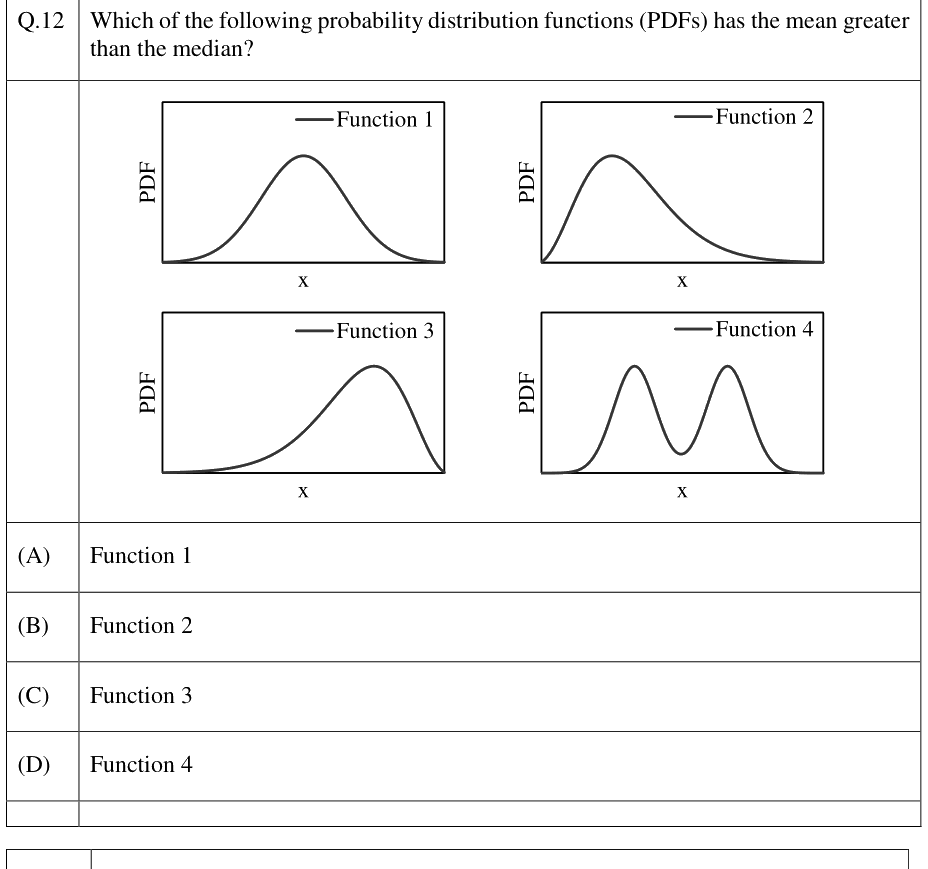 Q.12 Which of the following probability distribution functions (PDFs) has the mean greater
than the median?
Function 1
PDF
x
Function 2
PDF
x
Function 3
PDF
x
Function 4
PDF
x
(A) Function 1
(B) Function 2
(C) Function 3
(D) Function 4